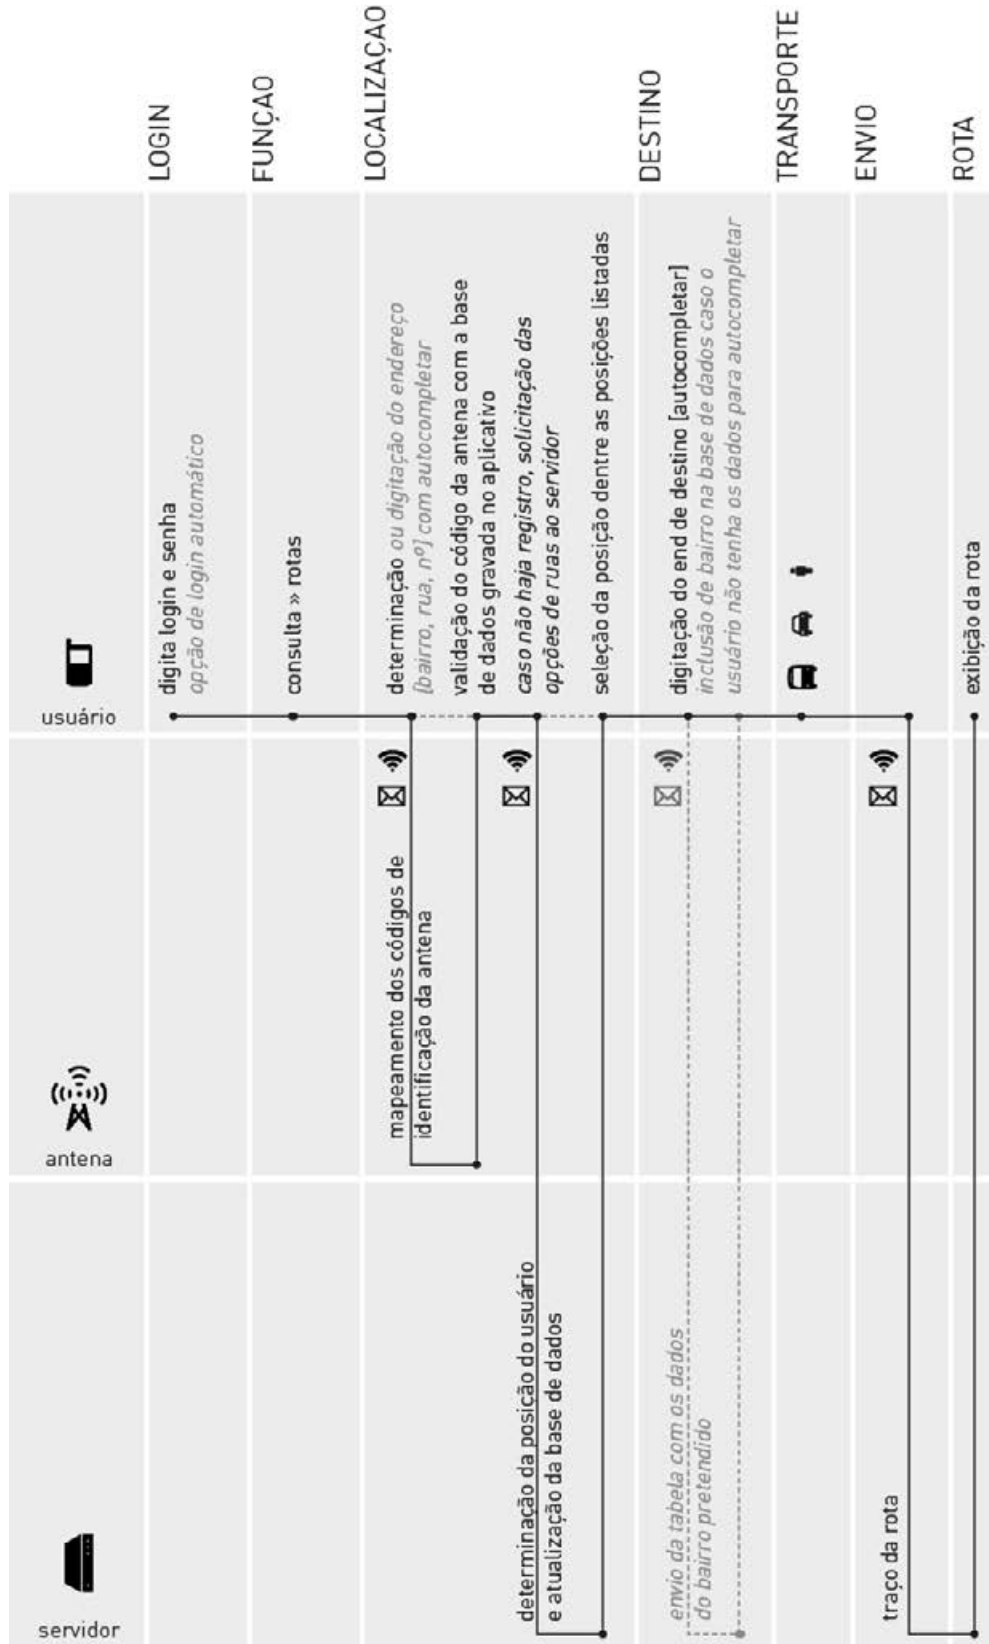 servidor
antena
usuário
LOGIN
digita login e senha
opção de login automático
FUNÇAO
consulta » rotas
LOCALIZAÇAO
determinação ou digitação do endereço
[bairro, rua, nº] com autocompletar
mapeamento dos códigos de
identificação da antena
validação do código da antena com a base
de dados gravada no aplicativo
caso não haja registro, solicitação das
opções de ruas ao servidor
determinação da posição do usuário
e atualização da base de dados
seleção da posição dentre as posições listadas
DESTINO
digitação do end de destino [autocompletar]
inclusão de bairro na base de dados caso o
usuário não tenha os dados para autocompletar
envio da tabela com os dados
do bairro pretendido
TRANSPORTE
ENVIO
traço da rota
ROTA
exibição da rota